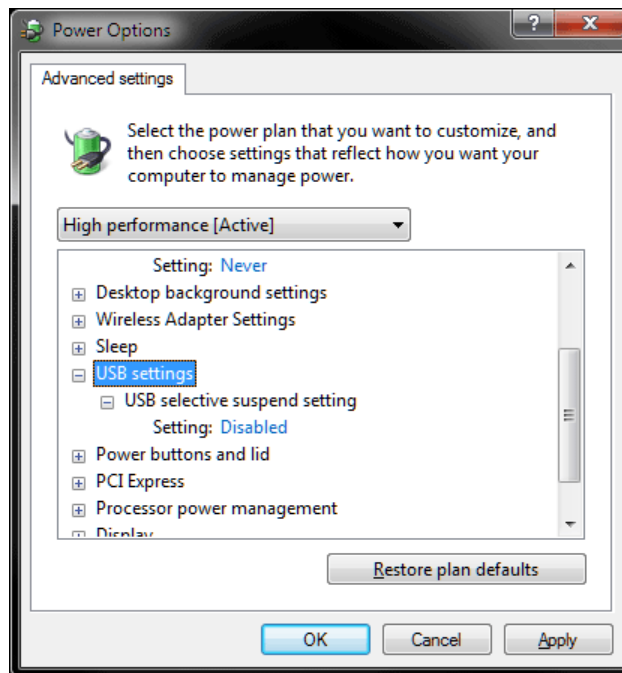 Power Options
Advanced settings
Select the power plan that you want to customize, and
then choose settings that reflect how you want your
computer to manage power.
High performance [Active]
Setting: Never
Desktop background settings
Wireless Adapter Settings
Sleep
USB settings
USB selective suspend setting
Setting: Disabled
Power buttons and lid
PCI Express
Processor power management
Display
Restore plan defaults
OK Cancel Apply